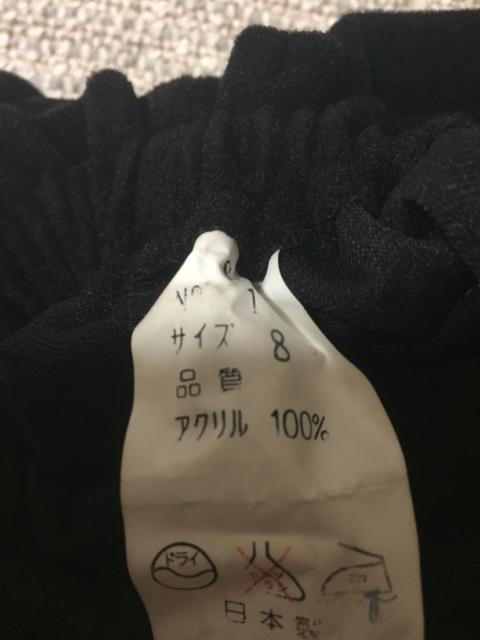 サイズ 8
品質
アクリル 100%
ドライ
日本製